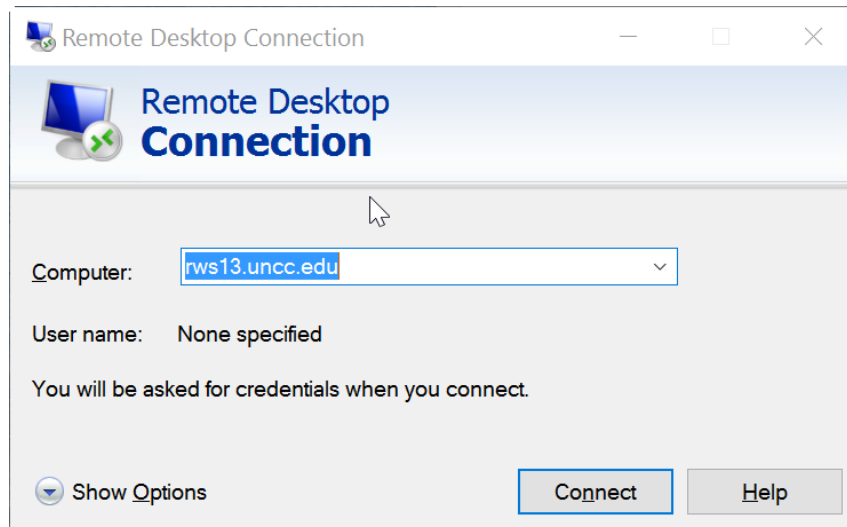 Remote Desktop Connection
Remote Desktop
Connection
Computer: rws13.uncc.edu
User name: None specified
You will be asked for credentials when you connect.
Show Options Connect Help